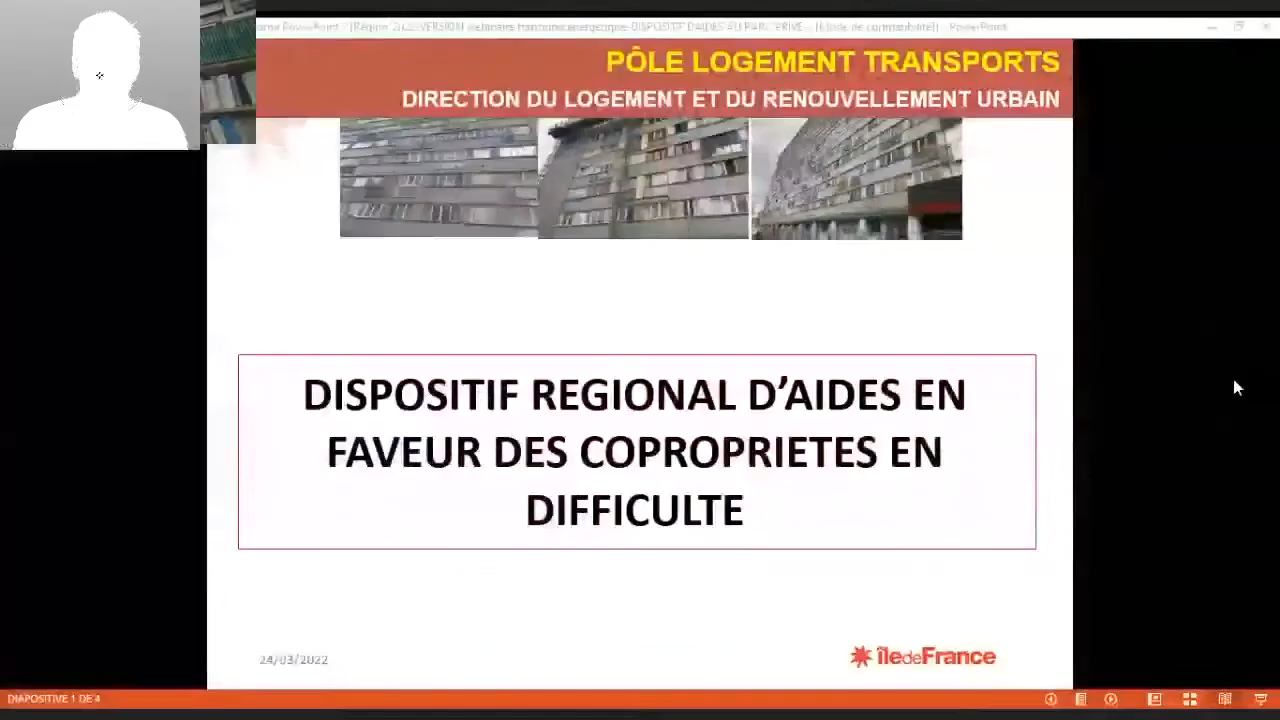 PÔLE LOGEMENT TRANSPORTS
DIRECTION DU LOGEMENT ET DU RENOUVELLEMENT URBAIN
DISPOSITIF REGIONAL D’AIDES EN
FAVEUR DES COPROPRIETES EN
DIFFICULTE
24/03/2022
îledeFrance
DIAPOSITIVE 1 DE 4